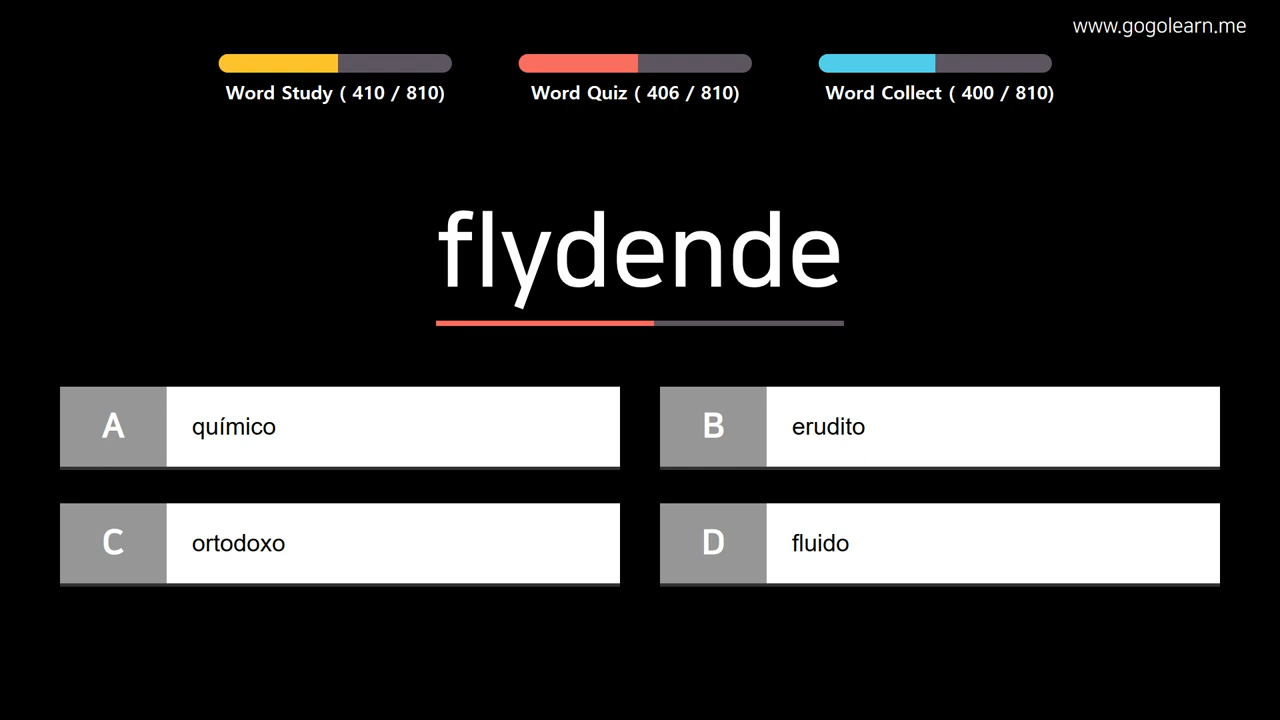 www.gogolearn.me
Word Study ( 410 / 810)
Word Quiz ( 406 / 810)
Word Collect ( 400 / 810)
flydende
A químico
B erudito
C ortodoxo
D fluido